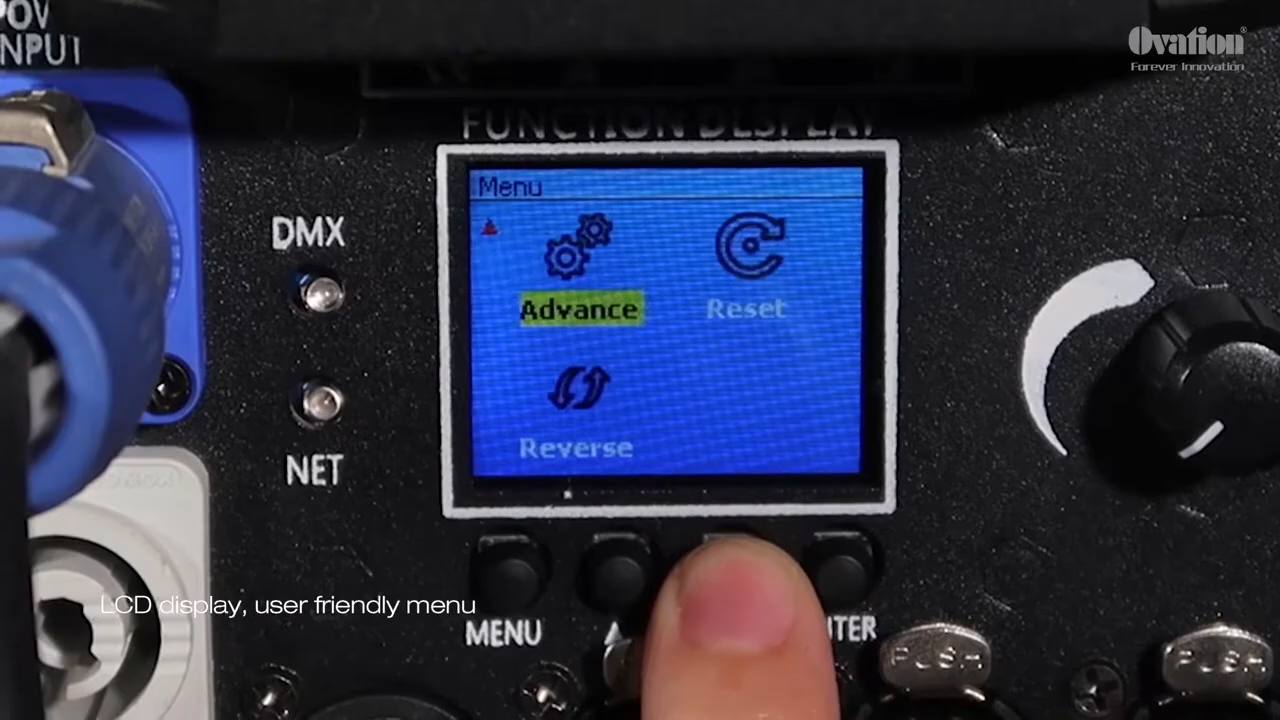 POV
INPUT
Ovation®
Forever Innovation
FUNCTION DISPLAY
Menu
DMX
Advance
Reset
NET
Reverse
LCD display, user friendly menu
MENU
PUSH
PUSH